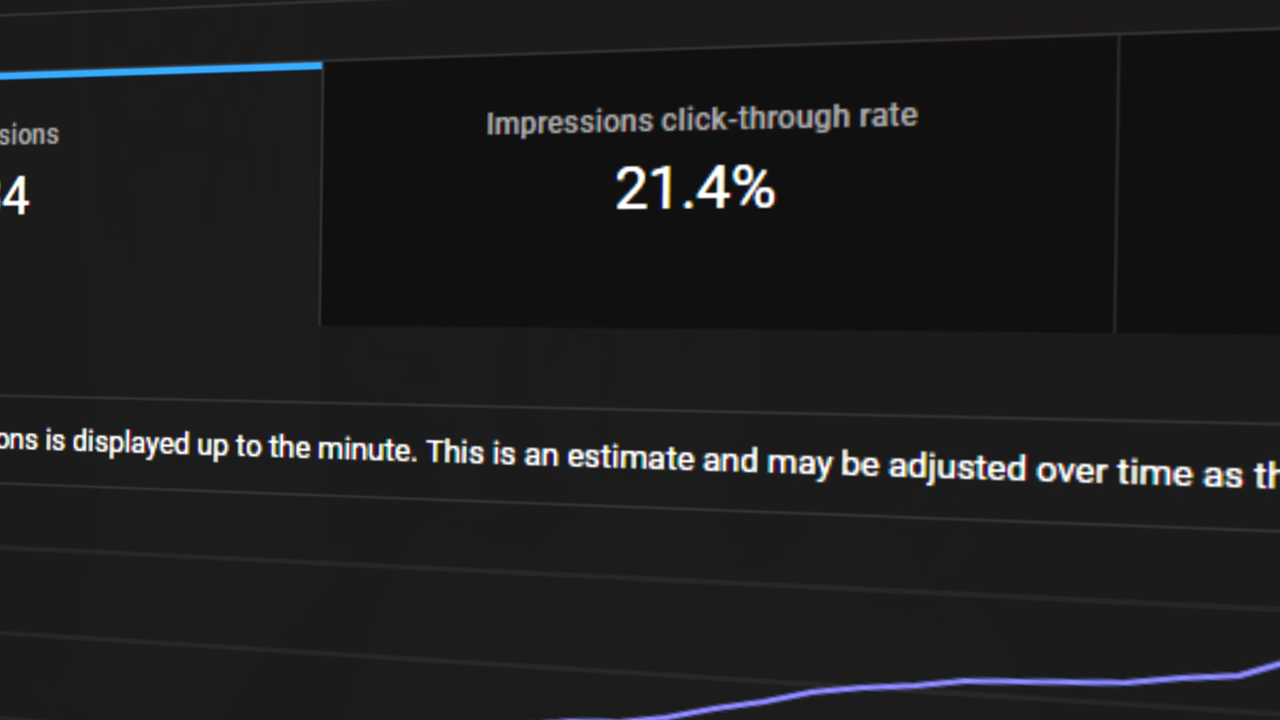 sions
Impressions click-through rate
4
21.4%
ons is displayed up to the minute. This is an estimate and may be adjusted over time as th